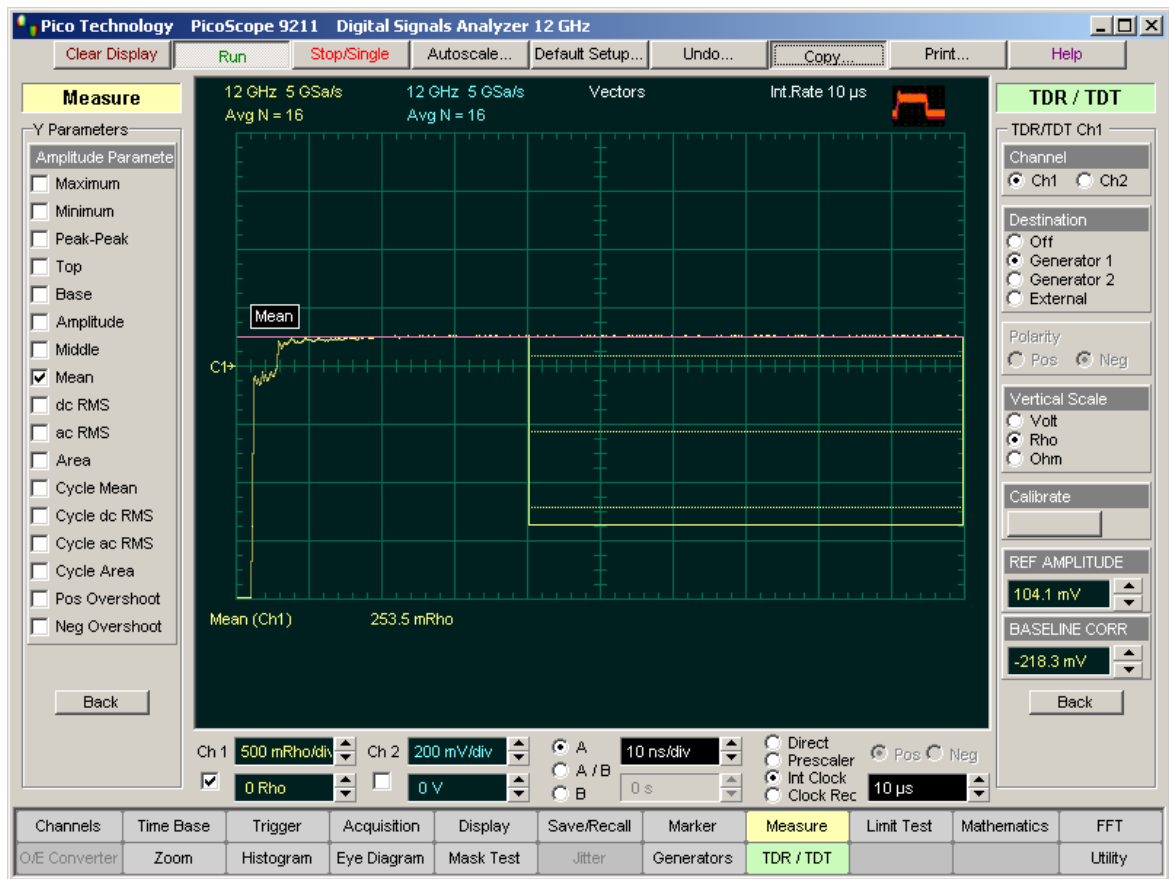 Pico Technology PicoScope 9211 Digital Signals Analyzer 12 GHz
Clear Display Run Stop/Single Autoscale... Default Setup... Undo... Copy... Print... Help
Measure
Y Parameters
Amplitude Paramete
Maximum
Minimum
Peak-Peak
Top
Base
Amplitude
Middle
Mean
dc RMS
ac RMS
Area
Cycle Mean
Cycle dc RMS
Cycle ac RMS
Cycle Area
Pos Overshoot
Neg Overshoot
Back
12 GHz 5 GSa/s 12 GHz 5 GSa/s Vectors Int.Rate 10 µs
Avg N = 16 Avg N = 16
Mean
C1
Mean (Ch1) 253.5 mRho
TDR / TDT
TDR/TDT Ch1
Channel
Ch1 Ch2
Destination
Off
Generator 1
Generator 2
External
Polarity
Pos Neg
Vertical Scale
Volt
Rho
Ohm
Calibrate
REF AMPLITUDE
104.1 mV
BASELINE CORR
-218.3 mV
Back
Ch 1 500 mRho/div Ch 2 200 mV/div A 10 ns/div Direct Pos Neg
0 Rho 0 V A / B Prescaler
B 0 s Int Clock
Clock Rec 10 µs
Channels Time Base Trigger Acquisition Display Save/Recall Marker Measure Limit Test Mathematics FFT
O/E Converter Zoom Histogram Eye Diagram Mask Test Jitter Generators TDR / TDT Utility